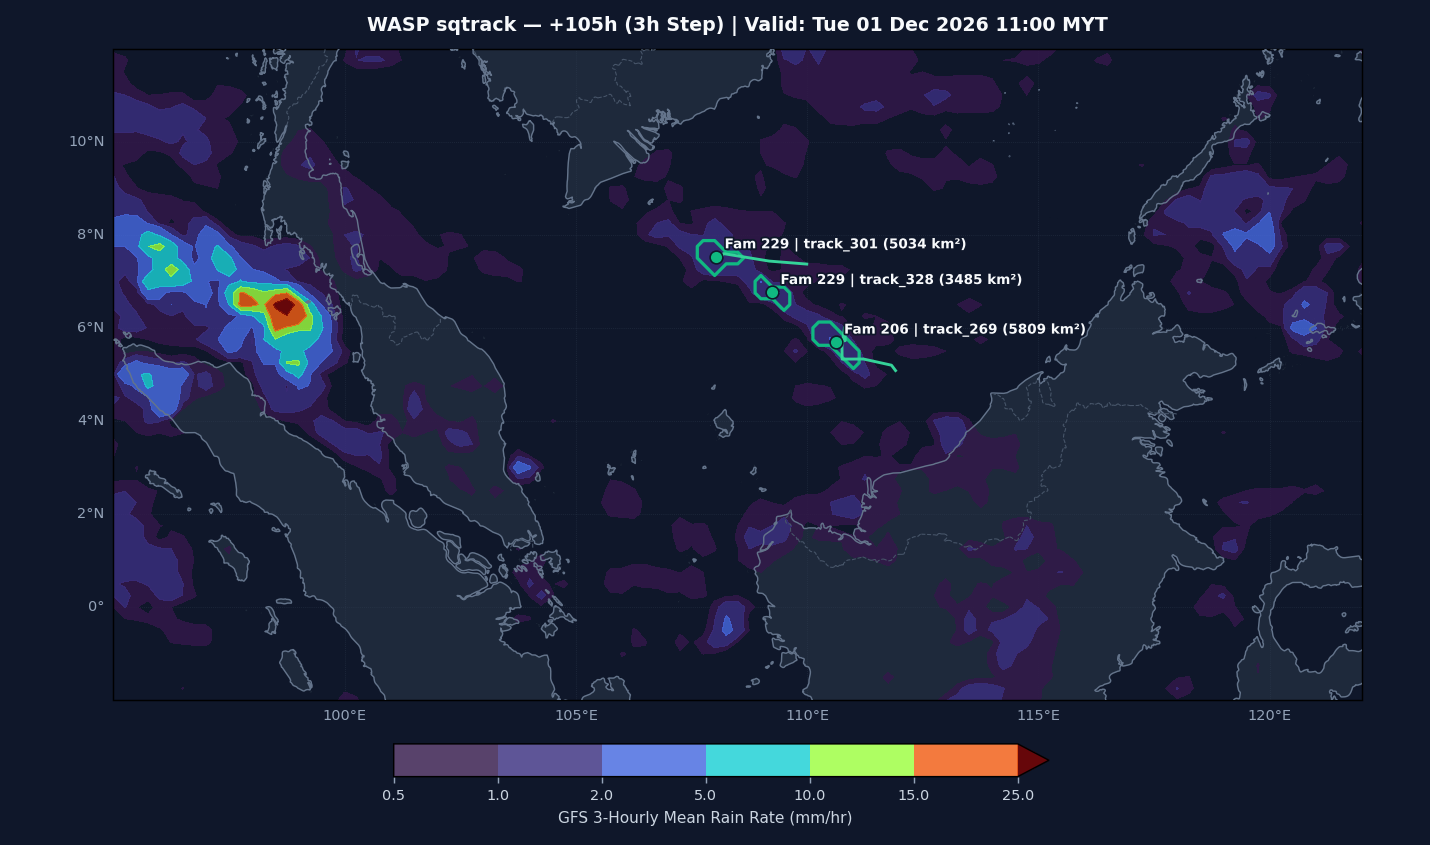 WASP sqtrack — +105h (3h Step) | Valid: Tue 01 Dec 2026 11:00 MYT
10°N
8°N
Fam 229 | track_301 (5034 km²)
Fam 229 | track_328 (3485 km²)
6°N
Fam 206 | track_269 (5809 km²)
4°N
2°N
0°
100°E 105°E 110°E 115°E 120°E
0.5 1.0 2.0 5.0 10.0 15.0 25.0
GFS 3-Hourly Mean Rain Rate (mm/hr)